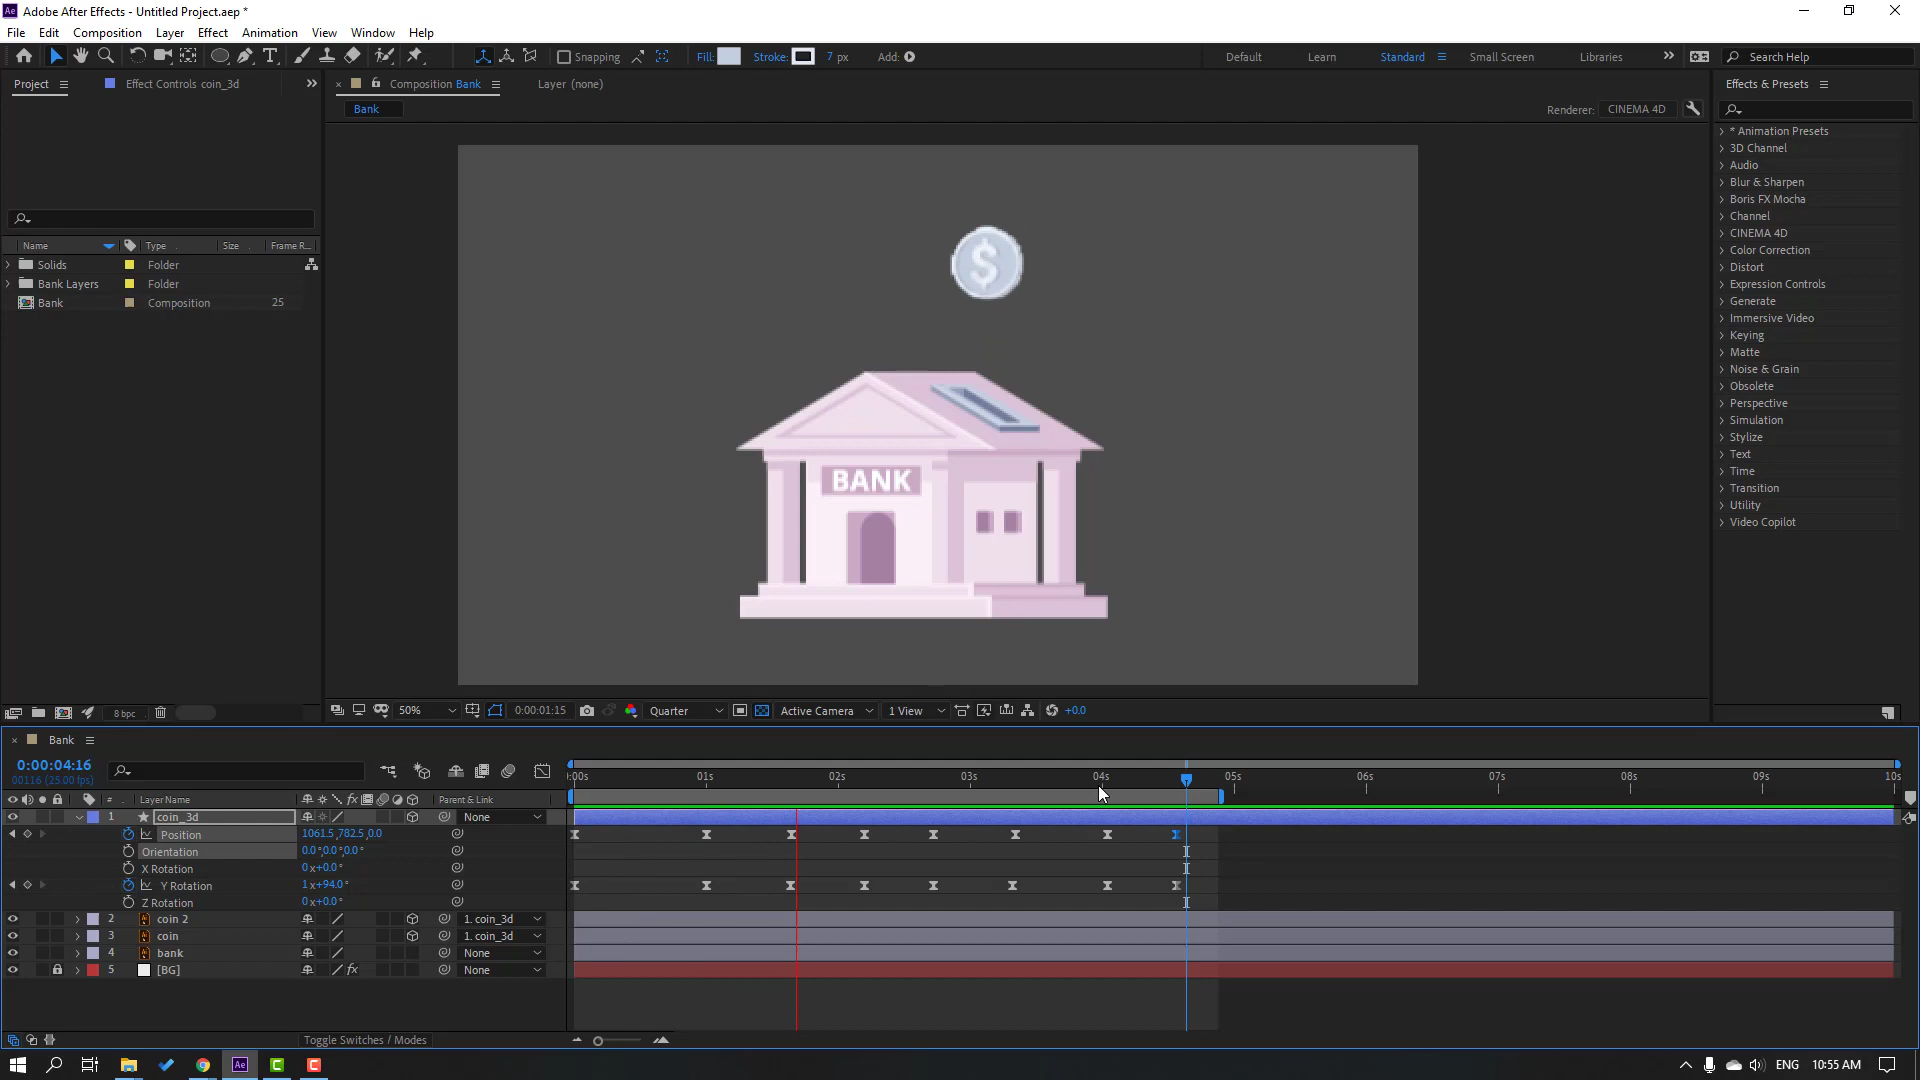 Adobe After Effects - Untitled Project.aep *
File Edit Composition Layer Effect Animation View Window Help
Snapping Fill: Stroke: 7 px Add: Default Learn Standard Small Screen Libraries Search Help
Project Effect Controls coin_3d
Composition Bank Layer (none)
Effects & Presets
Bank
Renderer: CINEMA 4D
Name Type Size Frame R...
Solids Folder
Bank Layers Folder
Bank Composition 25
* Animation Presets
3D Channel
Audio
Blur & Sharpen
Boris FX Mocha
Channel
CINEMA 4D
Color Correction
Distort
Expression Controls
Generate
Immersive Video
Keying
Matte
Noise & Grain
Obsolete
Perspective
Simulation
Stylize
Text
Time
Transition
Utility
Video Copilot
$
BANK
8 bpc
50% 0:00:01:15 Quarter Active Camera 1 View +0.0
Bank
0:00:04:16
00116 (25.00 fps)
:00s 01s 02s 03s 04s 05s 06s 07s 08s 09s 10s
# Layer Name fx Parent & Link
1 coin_3d None
Position 1061.5,782.5,0.0
Orientation 0.0°,0.0°,0.0°
X Rotation 0x+0.0°
Y Rotation 1x+94.0°
Z Rotation 0x+0.0°
2 coin 2 1. coin_3d
3 coin 1. coin_3d
4 bank None
5 [BG] fx None
Toggle Switches / Modes
Ae ENG 10:55 AM